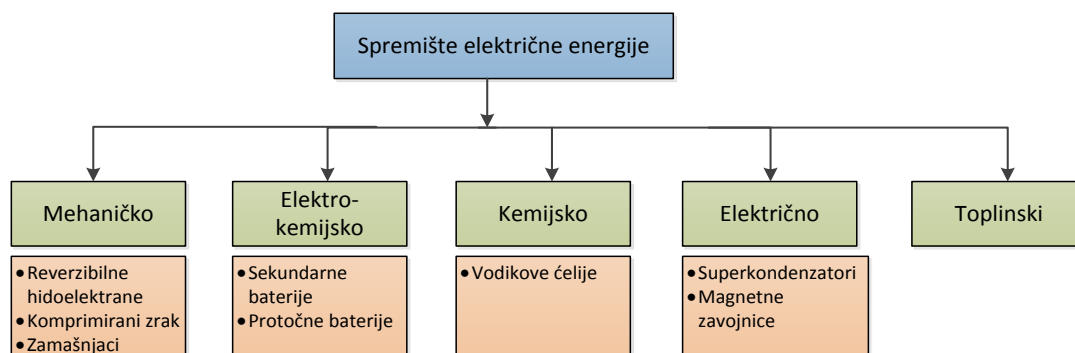 Spremište električne energije
Mehaničko
Elektro-
kemijsko
Kemijsko
Električno
Toplinski
• Reverzibilne
hidoelektrane
• Komprimirani zrak
• Zamašnjaci
• Sekundarne
baterije
• Protočne baterije
• Vodikove ćelije
• Superkondenzatori
• Magnetne
zavojnice